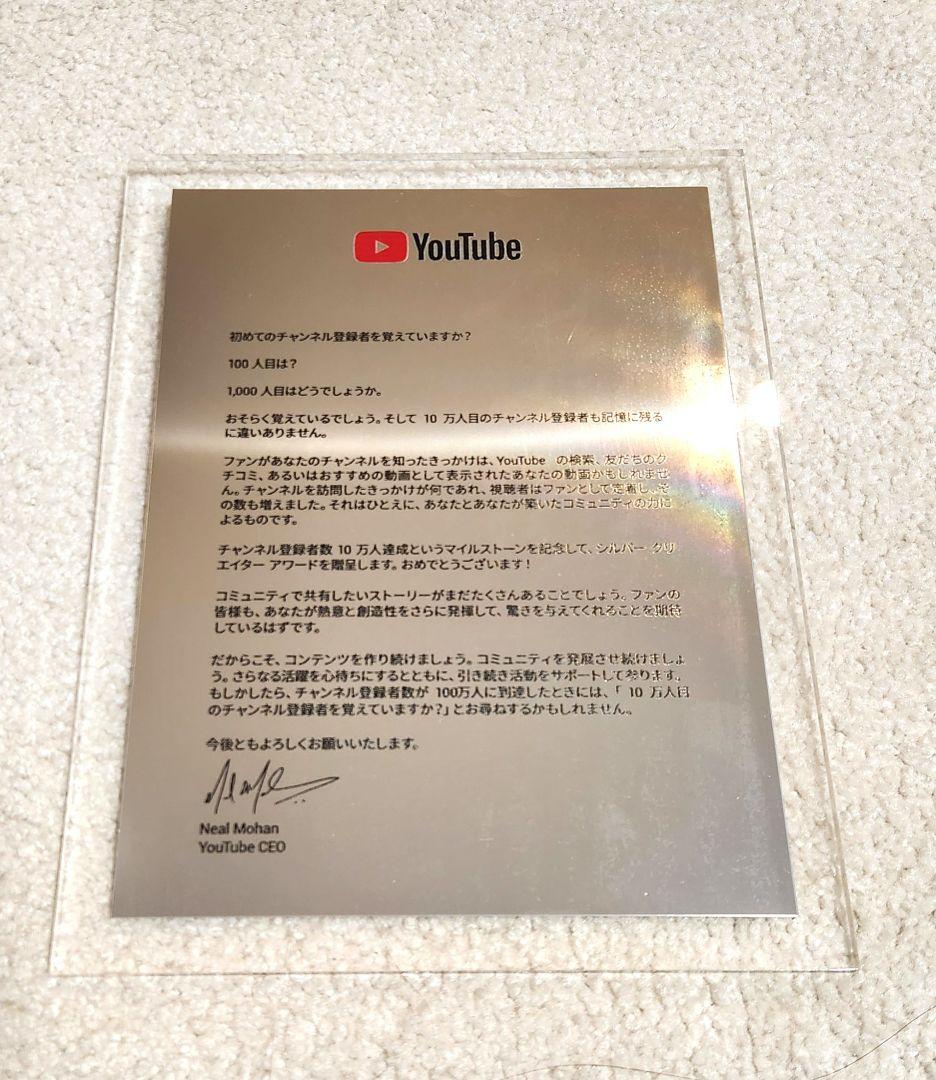 YouTube
初めてのチャンネル登録者を覚えていますか？
100 人目は？
1,000 人目はどうでしょうか。
おそらく覚えているでしょう。そして 10 万人目のチャンネル登録者も記憶に残る
に違いありません。
ファンがあなたのチャンネルを知ったきっかけは、YouTube の検索、友だちのク
チコミ、あるいはおすすめの動画として表示されたあなたの動画かもしれませ
ん。チャンネルを訪問したきっかけが何であれ、視聴者はファンとして定着し、そ
の数も増えました。それはひとえに、あなたとあなたが築いたコミュニティの力に
よるものです。
チャンネル登録者数 10 万人達成というマイルストーンを記念して、シルバー クリ
エイター アワードを贈呈します。おめでとうございます！
コミュニティで共有したいストーリーがまだたくさんあることでしょう。ファンの
皆様も、あなたが熱意と創造性をさらに発揮して、驚きを与えてくれることを期待
しているはずです。
だからこそ、コンテンツを作り続けましょう。コミュニティを発展させ続けましょ
う。さらなる活躍を心待ちにするとともに、引き続き活動をサポートして参ります。
もしかしたら、チャンネル登録者数が 100万人に到達したときには、「 10 万人目
のチャンネル登録者を覚えていますか？」とお尋ねするかもしれません。
今後ともよろしくお願いいたします。
Neal Mohan
YouTube CEO